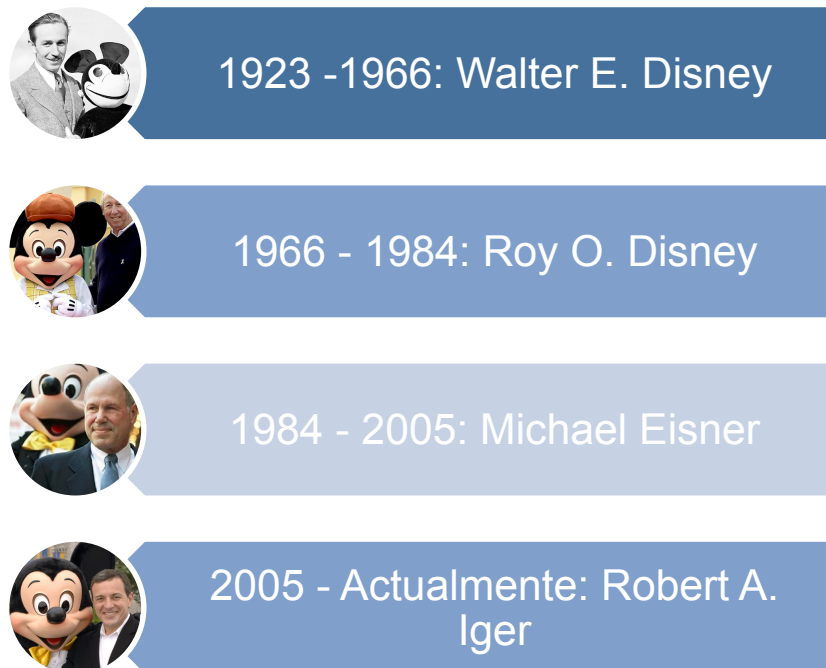 1923 -1966: Walter E. Disney
1966 - 1984: Roy O. Disney
1984 - 2005: Michael Eisner
2005 - Actualmente: Robert A.
Iger